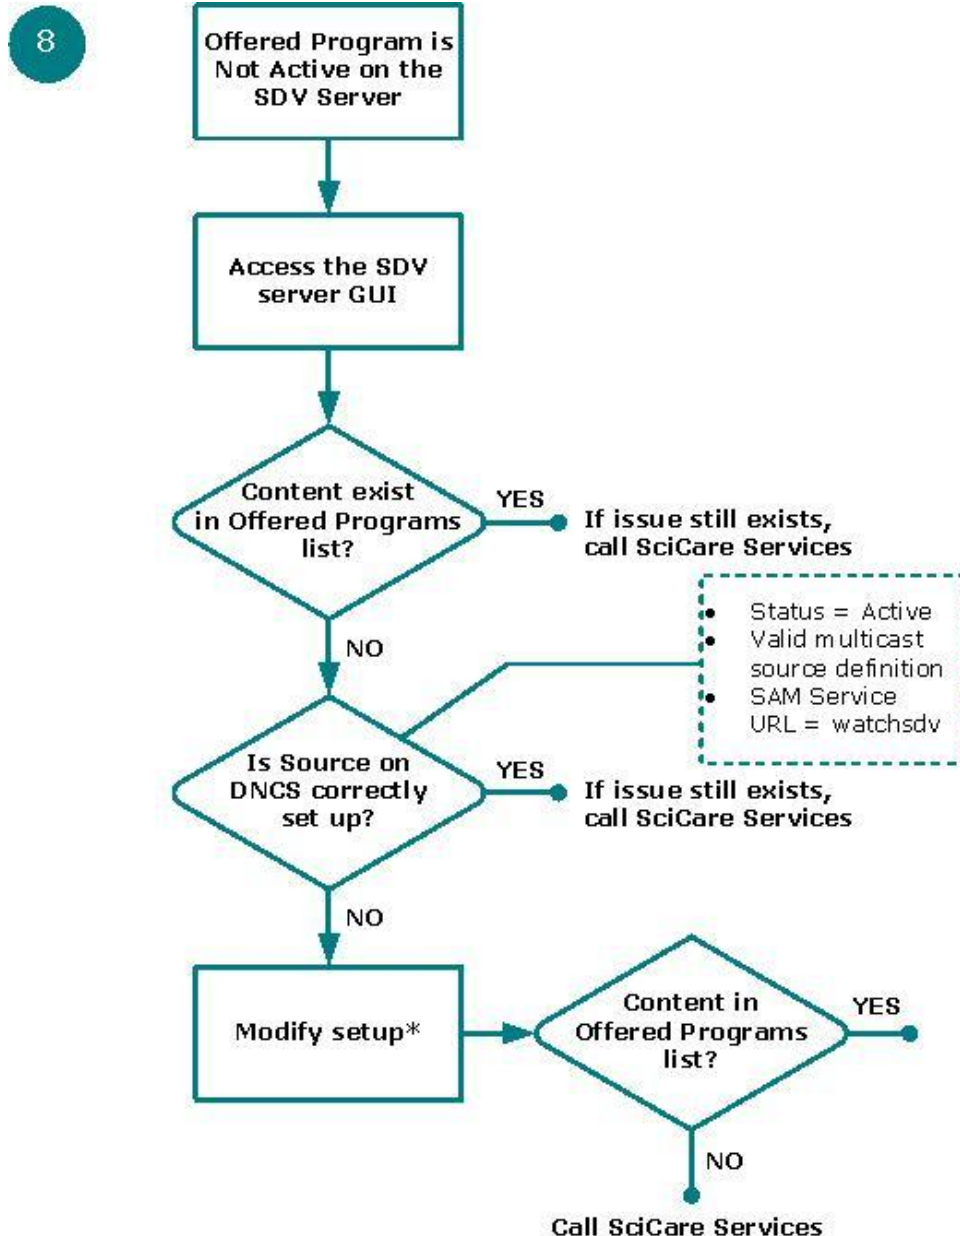 8
Offered Program is
Not Active on the
SDV Server
Access the SDV
server GUI
Content exist
in Offered Programs
list?
YES
If issue still exists,
call SciCare Services
NO
• Status = Active
• Valid multicast
source definition
• SAM Service
URL = watchsdv
Is Source on
DNCS correctly
set up?
YES
If issue still exists,
call SciCare Services
NO
Modify setup*
Content in
Offered Programs
list?
YES
NO
Call SciCare Services